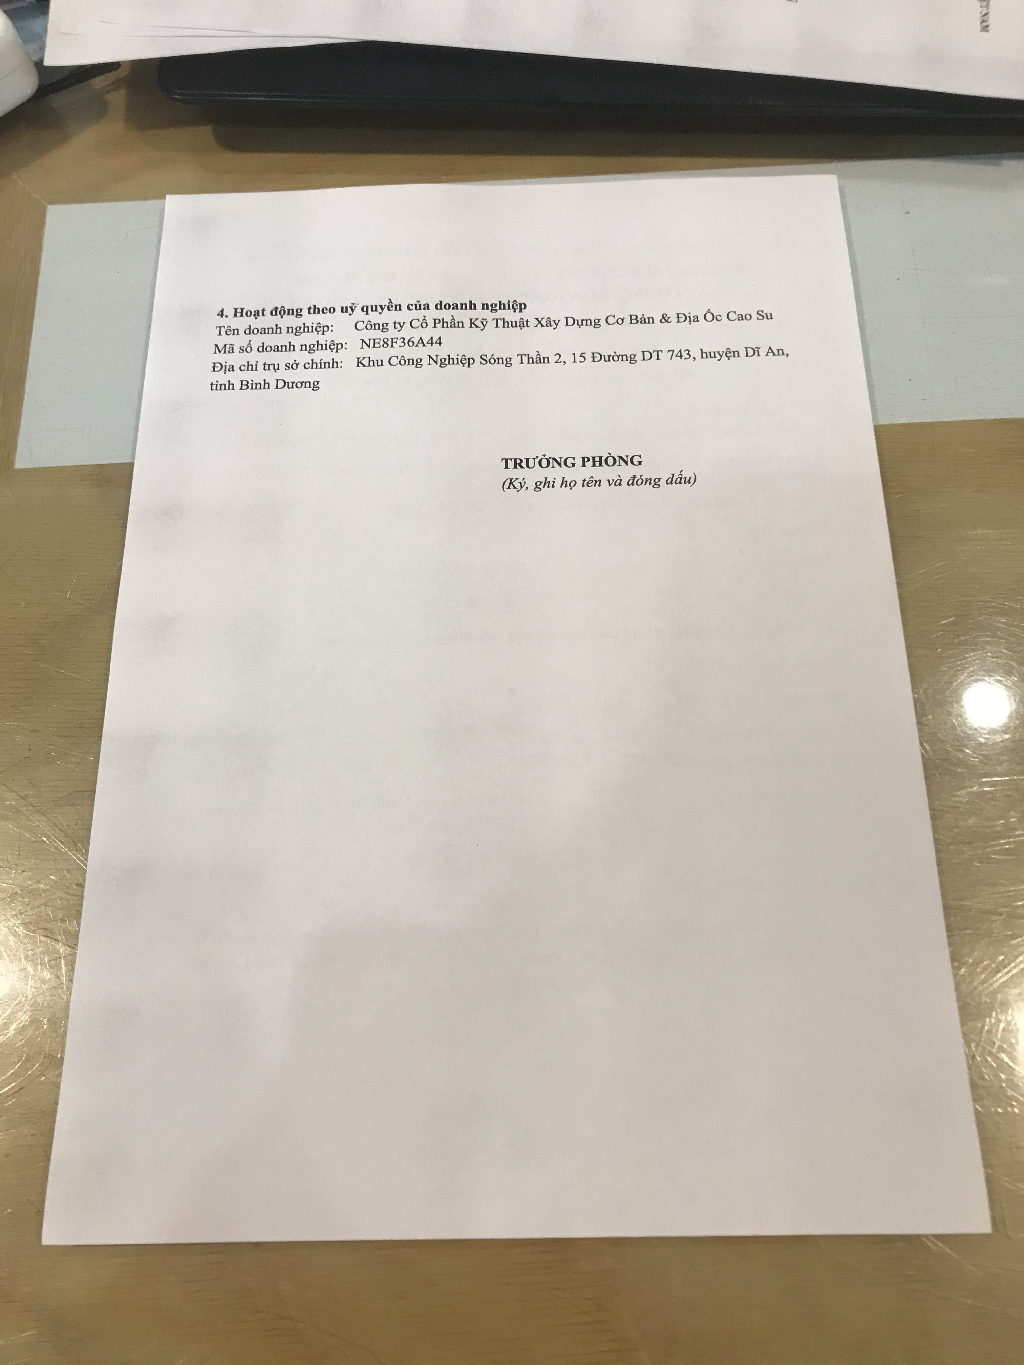 4. Hoạt động theo uỷ quyền của doanh nghiệp
Tên doanh nghiệp: Công ty Cổ Phần Kỹ Thuật Xây Dựng Cơ Bản & Địa Ốc Cao Su
Mã số doanh nghiệp: NE8F36A44
Địa chỉ trụ sở chính: Khu Công Nghiệp Sóng Thần 2, 15 Đường DT 743, huyện Dĩ An,
tỉnh Bình Dương
TRƯỞNG PHÒNG
(Ký, ghi họ tên và đóng dấu)